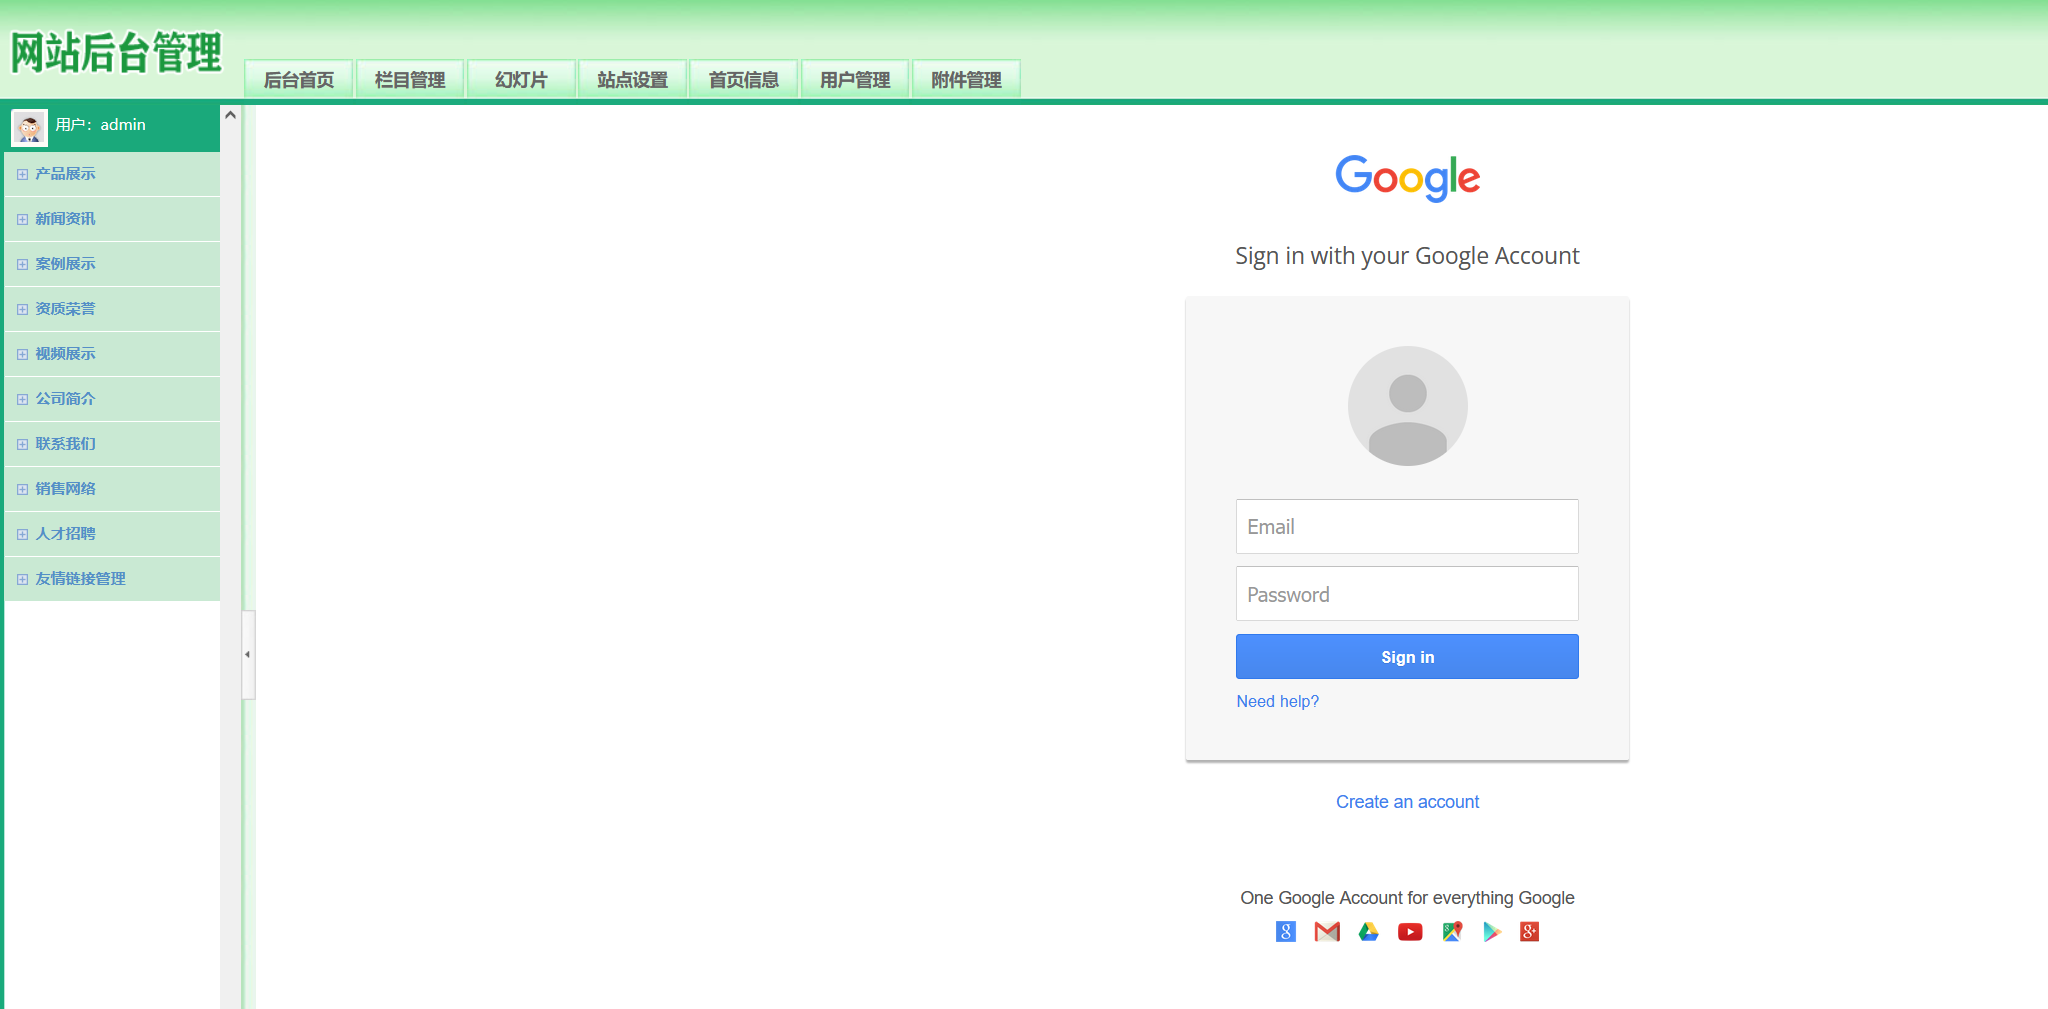 网站后台管理
后台首页 栏目管理 幻灯片 站点设置 首页信息 用户管理 附件管理
用户：admin
产品展示
新闻资讯
案例展示
资质荣誉
视频展示
公司简介
联系我们
销售网络
人才招聘
友情链接管理
Google
Sign in with your Google Account
Email
Password
Sign in
Need help?
Create an account
One Google Account for everything Google